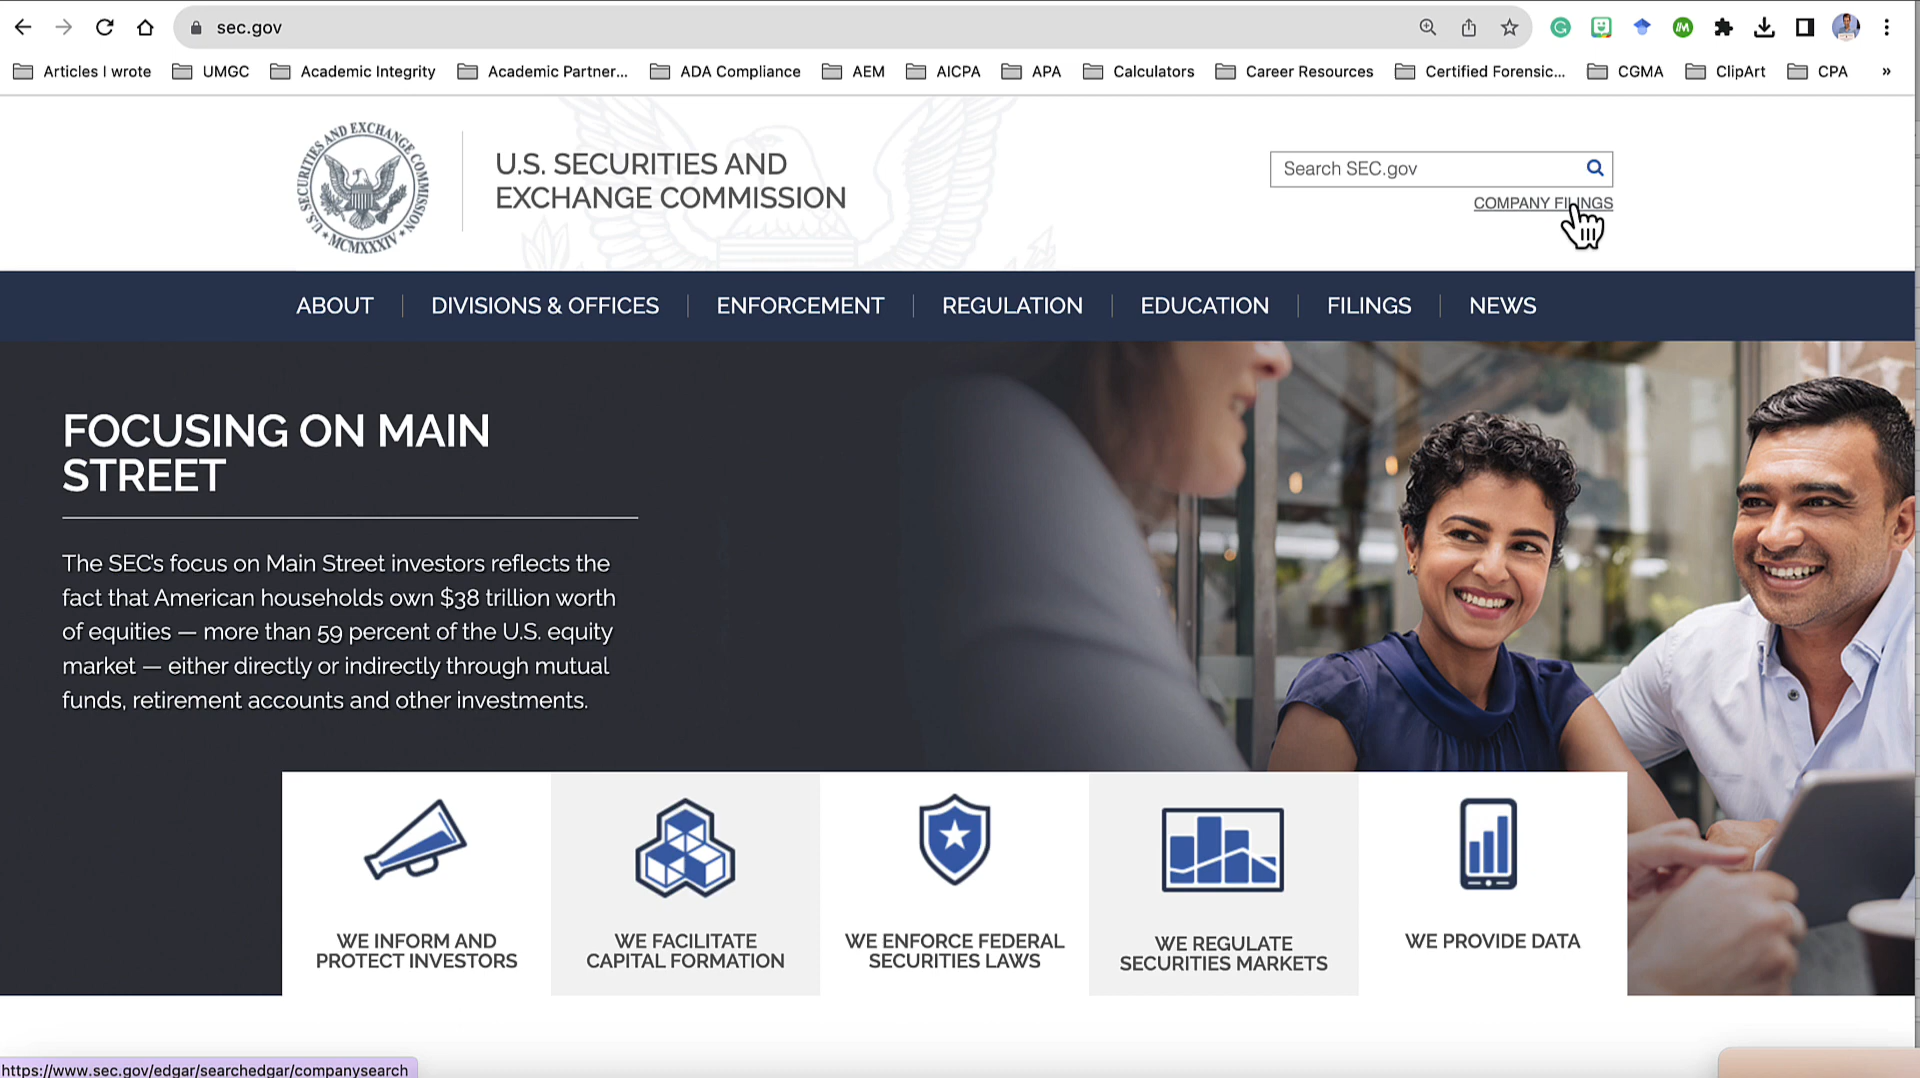 sec.gov
Articles I wrote
UMGC
Academic Integrity
Academic Partner...
ADA Compliance
AEM
AICPA
APA
Calculators
Career Resources
Certified Forensic...
CGMA
ClipArt
CPA
»
U.S. SECURITIES AND EXCHANGE COMMISSION
MCMXXXIV
U.S. SECURITIES AND
EXCHANGE COMMISSION
Search SEC.gov
COMPANY FILINGS
ABOUT
DIVISIONS & OFFICES
ENFORCEMENT
REGULATION
EDUCATION
FILINGS
NEWS
FOCUSING ON MAIN
STREET
The SEC's focus on Main Street investors reflects the
fact that American households own $38 trillion worth
of equities — more than 59 percent of the U.S. equity
market — either directly or indirectly through mutual
funds, retirement accounts and other investments.
WE INFORM AND
PROTECT INVESTORS
WE FACILITATE
CAPITAL FORMATION
WE ENFORCE FEDERAL
SECURITIES LAWS
WE REGULATE
SECURITIES MARKETS
WE PROVIDE DATA
https://www.sec.gov/edgar/searchedgar/companysearch